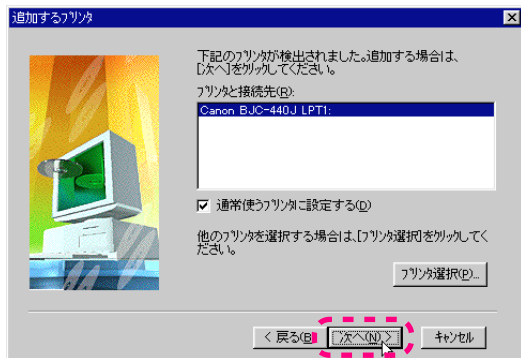 追加するプリンタ
下記のプリンタが検出されました。追加する場合は、
[次へ]をクリックしてください。
プリンタと接続先(R):
Canon BJC-440J LPT1:
通常使うプリンタに設定する(D)
他のプリンタを選択する場合は、[プリンタ選択]をクリックしてく
ださい。
プリンタ選択(P)...
< 戻る(B)
次へ(N) >
キャンセル